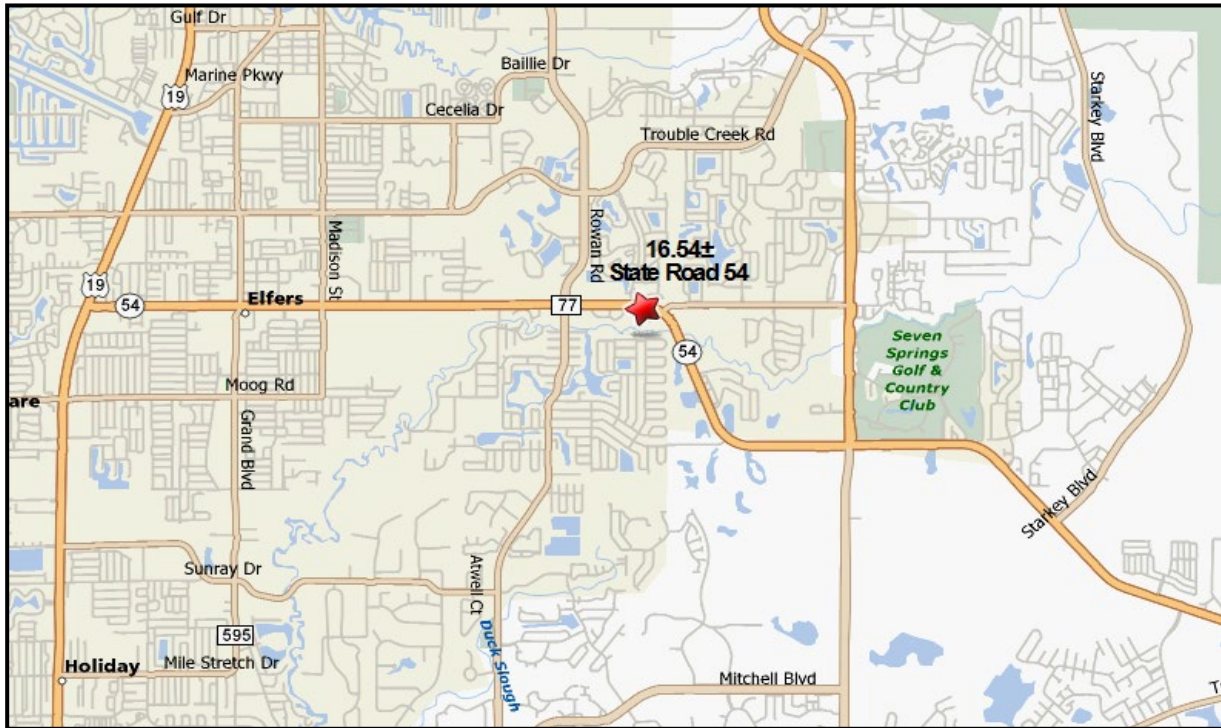 Gulf Dr
Marine Pkwy
19
Baillie Dr
Cecelia Dr
Trouble Creek Rd
Starkey Blvd
Madison St
Rowan Rd
16.54±
State Road 54
19
54
Elfers
77
54
Seven
Springs
Golf &
Country
Club
Moog Rd
are
Grand Blvd
Starkey Blvd
Sunray Dr
Atwell Ct
595
Duck Slough
Holiday
Mile Stretch Dr
Mitchell Blvd